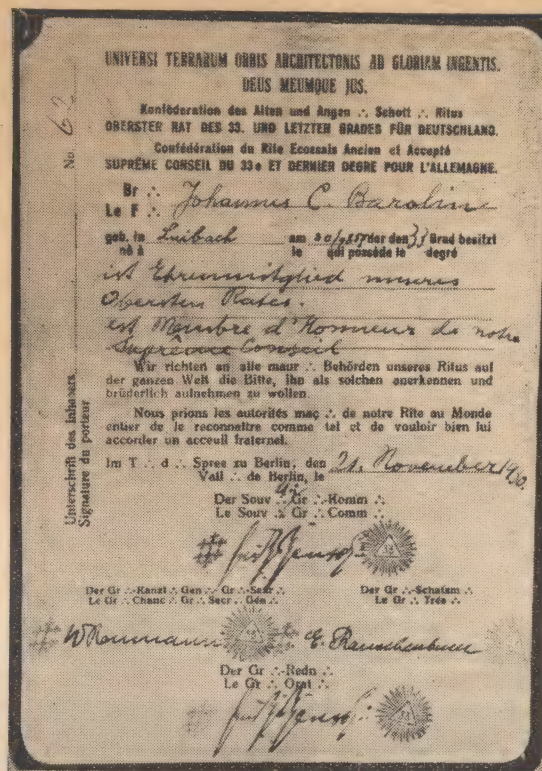 UNIVERSI TERRARUM ORBIS ARCHITECTONIS AD GLORIAM INGENTIS.
DEUS MEUMQUE JUS.
Konföderation des Alten und Angen ∴ Schott ∴ Ritus
OBERSTER RAT DES 33. UND LETZTEN GRADES FÜR DEUTSCHLAND.
Confédération du Rite Ecossais Ancien et Accepté
SUPRÊME CONSEIL DU 33e ET DERNIER DEGRE POUR L'ALLEMAGNE.
No. 62
Br ∴
Le F ∴ Johannes C. Barolin
geb. in Laibach am der den 33 Grad besitzt
né à le qui possède le degré
ist Ehrenmitglied unseres
Obersten Rates.
est Membre d'Honneur de notre
Suprême Conseil
Wir richten an alle maur ∴ Behörden unseres Ritus auf
der ganzen Welt die Bitte, ihn als solchen anerkennen und
brüderlich aufnehmen zu wollen.
Nous prions les autorités maç ∴ de notre Rite au Monde
entier de le reconnaître comme tel et de vouloir bien lui
accorder un acceuil fraternel.
Unterschrift des Inhabers
Signature du porteur
Im T ∴ d ∴ Spree zu Berlin, den 21. November 1930.
Vall ∴ de Berlin, le
Der Souv ∴ Gr ∴-Komm ∴
Le Souv ∴ Gr ∴ Comm ∴
33
Der Gr ∴-Kanzl ∴ Gen ∴- Gr ∴-Sekr ∴
Le Gr ∴ Chanc ∴ Gr ∴ Secr ∴ Gén ∴
Der Gr ∴-Schatzm ∴
Le Gr ∴ Trés ∴
33
E. Rauschenbusch
Der Gr ∴-Redn ∴
Le Gr ∴ Orat ∴
33